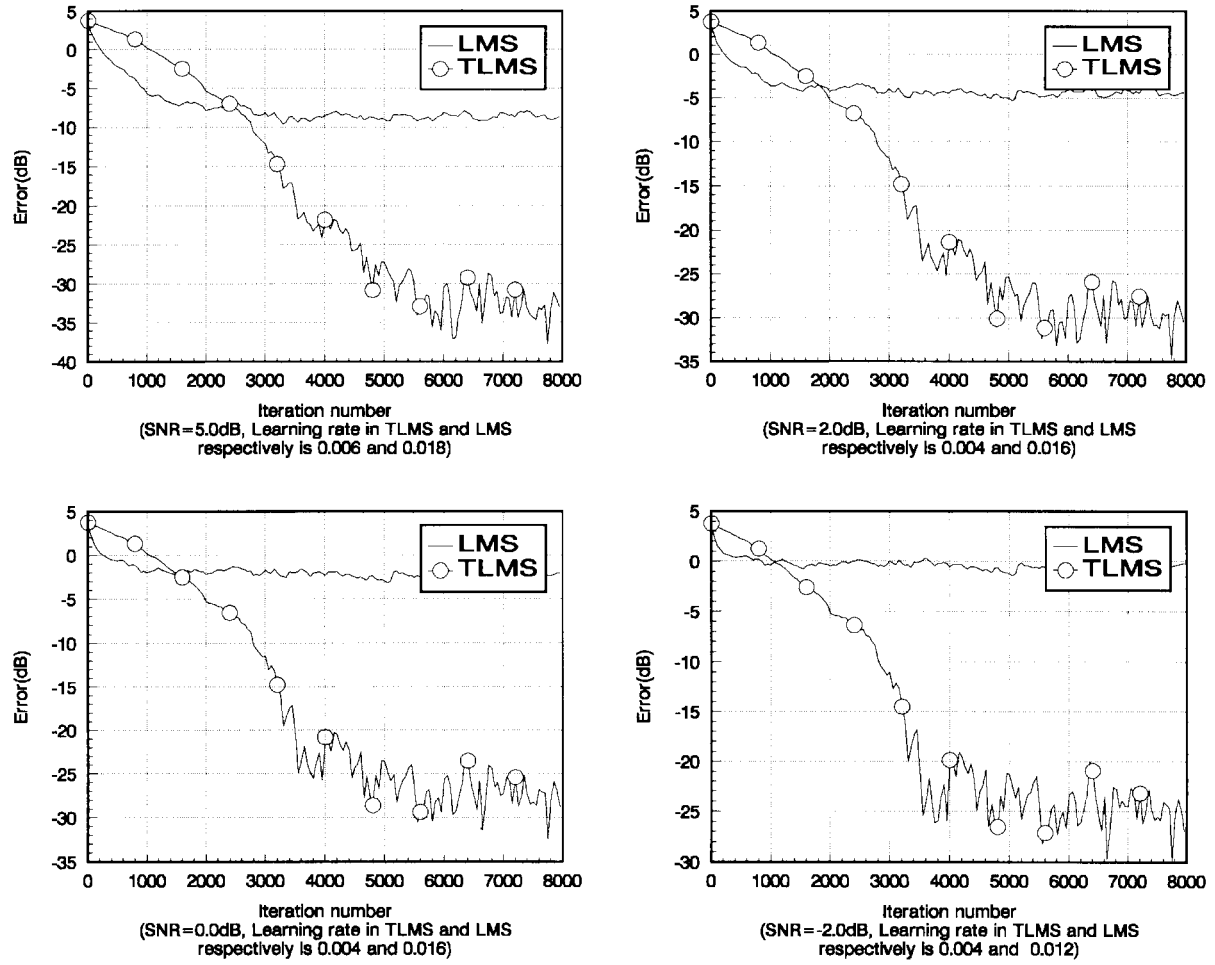 5
0
-5
-10
-15
-20
-25
-30
-35
-40
Error(dB)
LMS
TLMS
0 1000 2000 3000 4000 5000 6000 7000 8000
Iteration number
(SNR=5.0dB, Learning rate in TLMS and LMS
respectively is 0.006 and 0.018)
5
0
-5
-10
-15
-20
-25
-30
-35
Error(dB)
LMS
TLMS
0 1000 2000 3000 4000 5000 6000 7000 8000
Iteration number
(SNR=2.0dB, Learning rate in TLMS and LMS
respectively is 0.004 and 0.016)
5
0
-5
-10
-15
-20
-25
-30
-35
Error(dB)
LMS
TLMS
0 1000 2000 3000 4000 5000 6000 7000 8000
Iteration number
(SNR=0.0dB, Learning rate in TLMS and LMS
respectively is 0.004 and 0.016)
5
0
-5
-10
-15
-20
-25
-30
Error(dB)
LMS
TLMS
0 1000 2000 3000 4000 5000 6000 7000 8000
Iteration number
(SNR=-2.0dB, Learning rate in TLMS and LMS
respectively is 0.004 and 0.012)